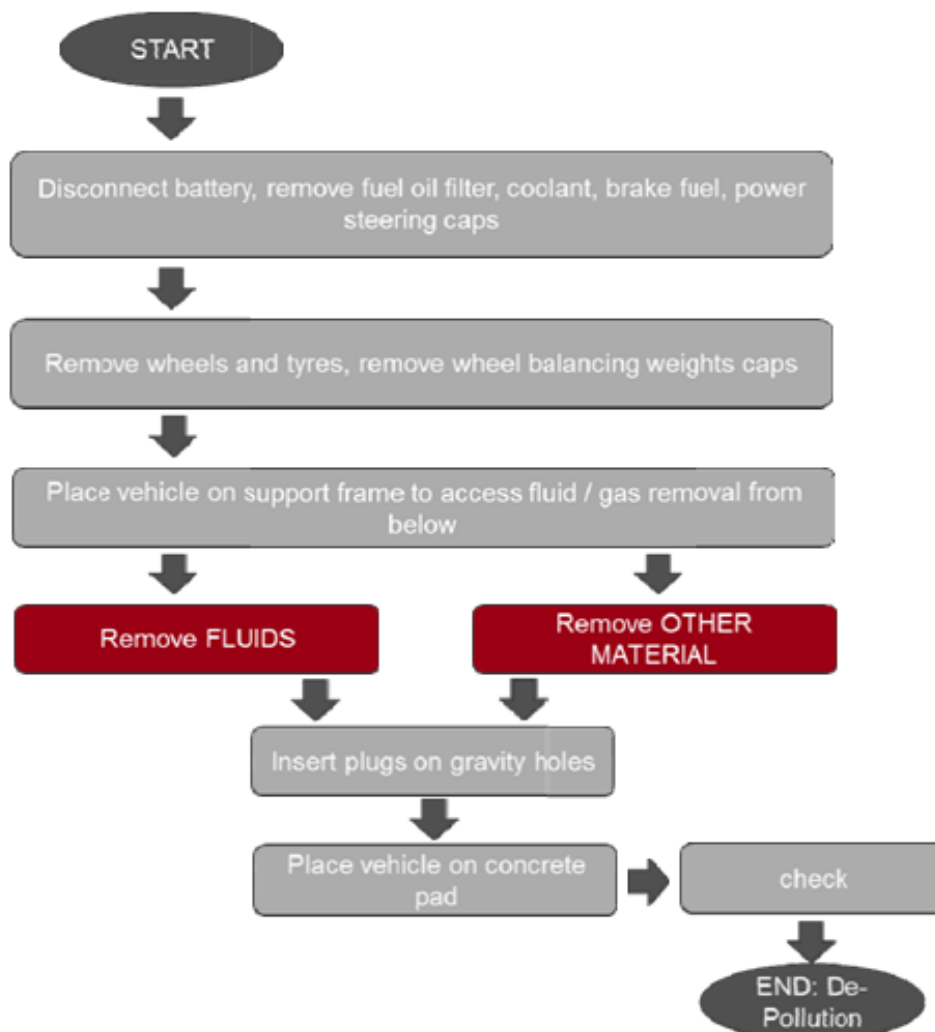 START
Disconnect battery, remove fuel oil filter, coolant, brake fuel, power
steering caps
Remove wheels and tyres, remove wheel balancing weights caps
Place vehicle on support frame to access fluid / gas removal from
below
Remove FLUIDS
Remove OTHER
MATERIAL
Insert plugs on gravity holes
Place vehicle on concrete
pad
check
END: De-
Pollution